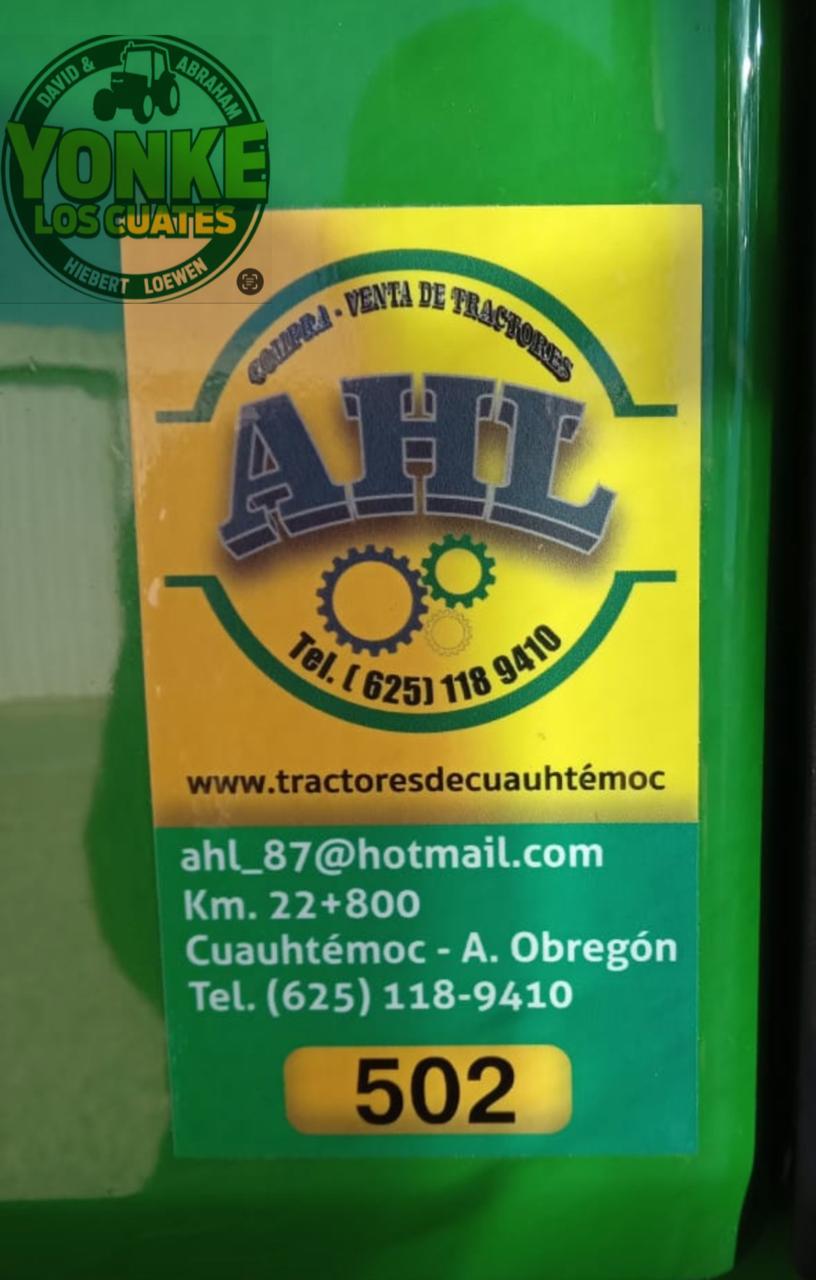 DAVID & ABRAHAM
YONKE
LOS CUATES
HIEBERT LOEWEN
COMPRA - VENTA DE TRACTORES
AHL
Tel. ( 625) 118 9410
www.tractoresdecuauhtémoc
ahl_87@hotmail.com
Km. 22+800
Cuauhtémoc - A. Obregón
Tel. (625) 118-9410
502